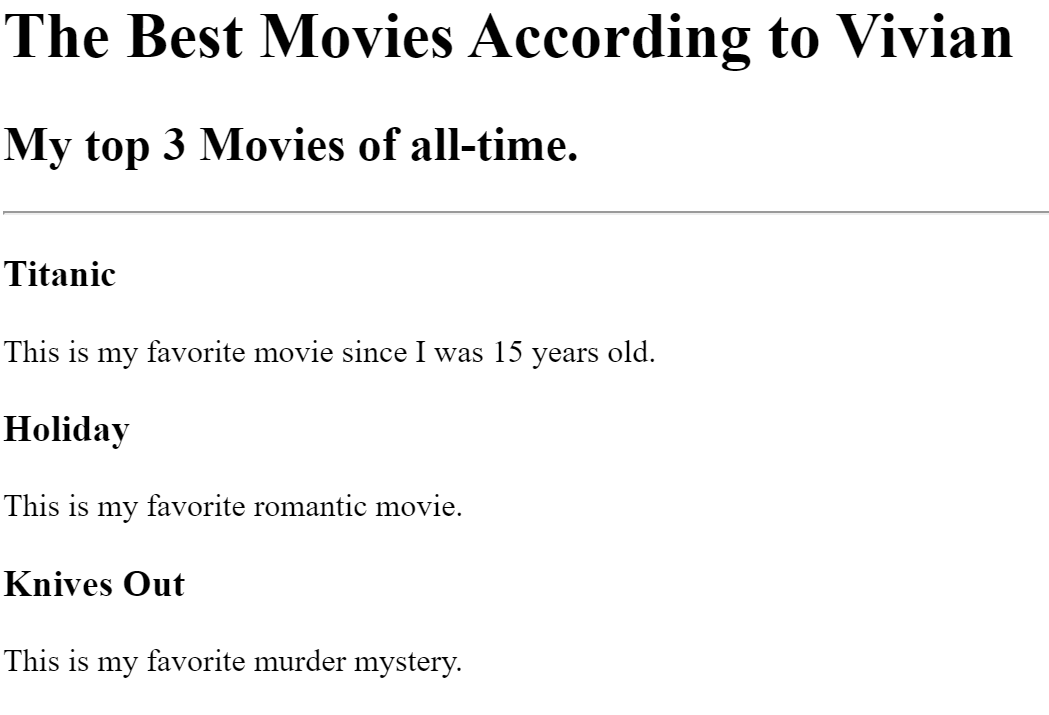 The Best Movies According to Vivian
My top 3 Movies of all-time.
Titanic
This is my favorite movie since I was 15 years old.
Holiday
This is my favorite romantic movie.
Knives Out
This is my favorite murder mystery.